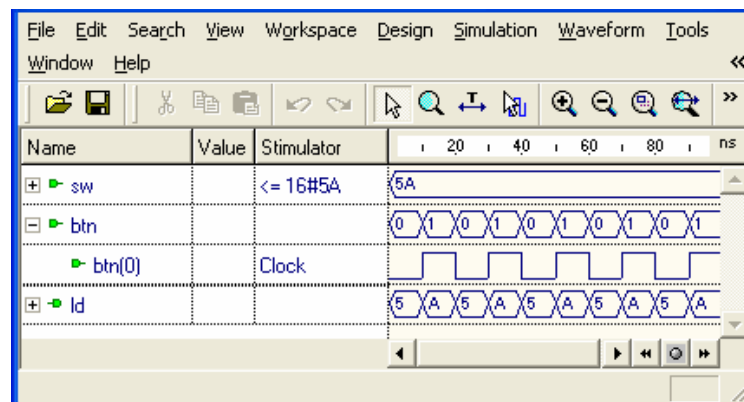 File Edit Search View Workspace Design Simulation Waveform Tools
Window Help
Name Value Stimulator 20 40 60 80 ns
sw <= 16#5A 5A
btn 0 1 0 1 0 1 0 1 0 1
btn(0) Clock
ld 5 A 5 A 5 A 5 A 5 A